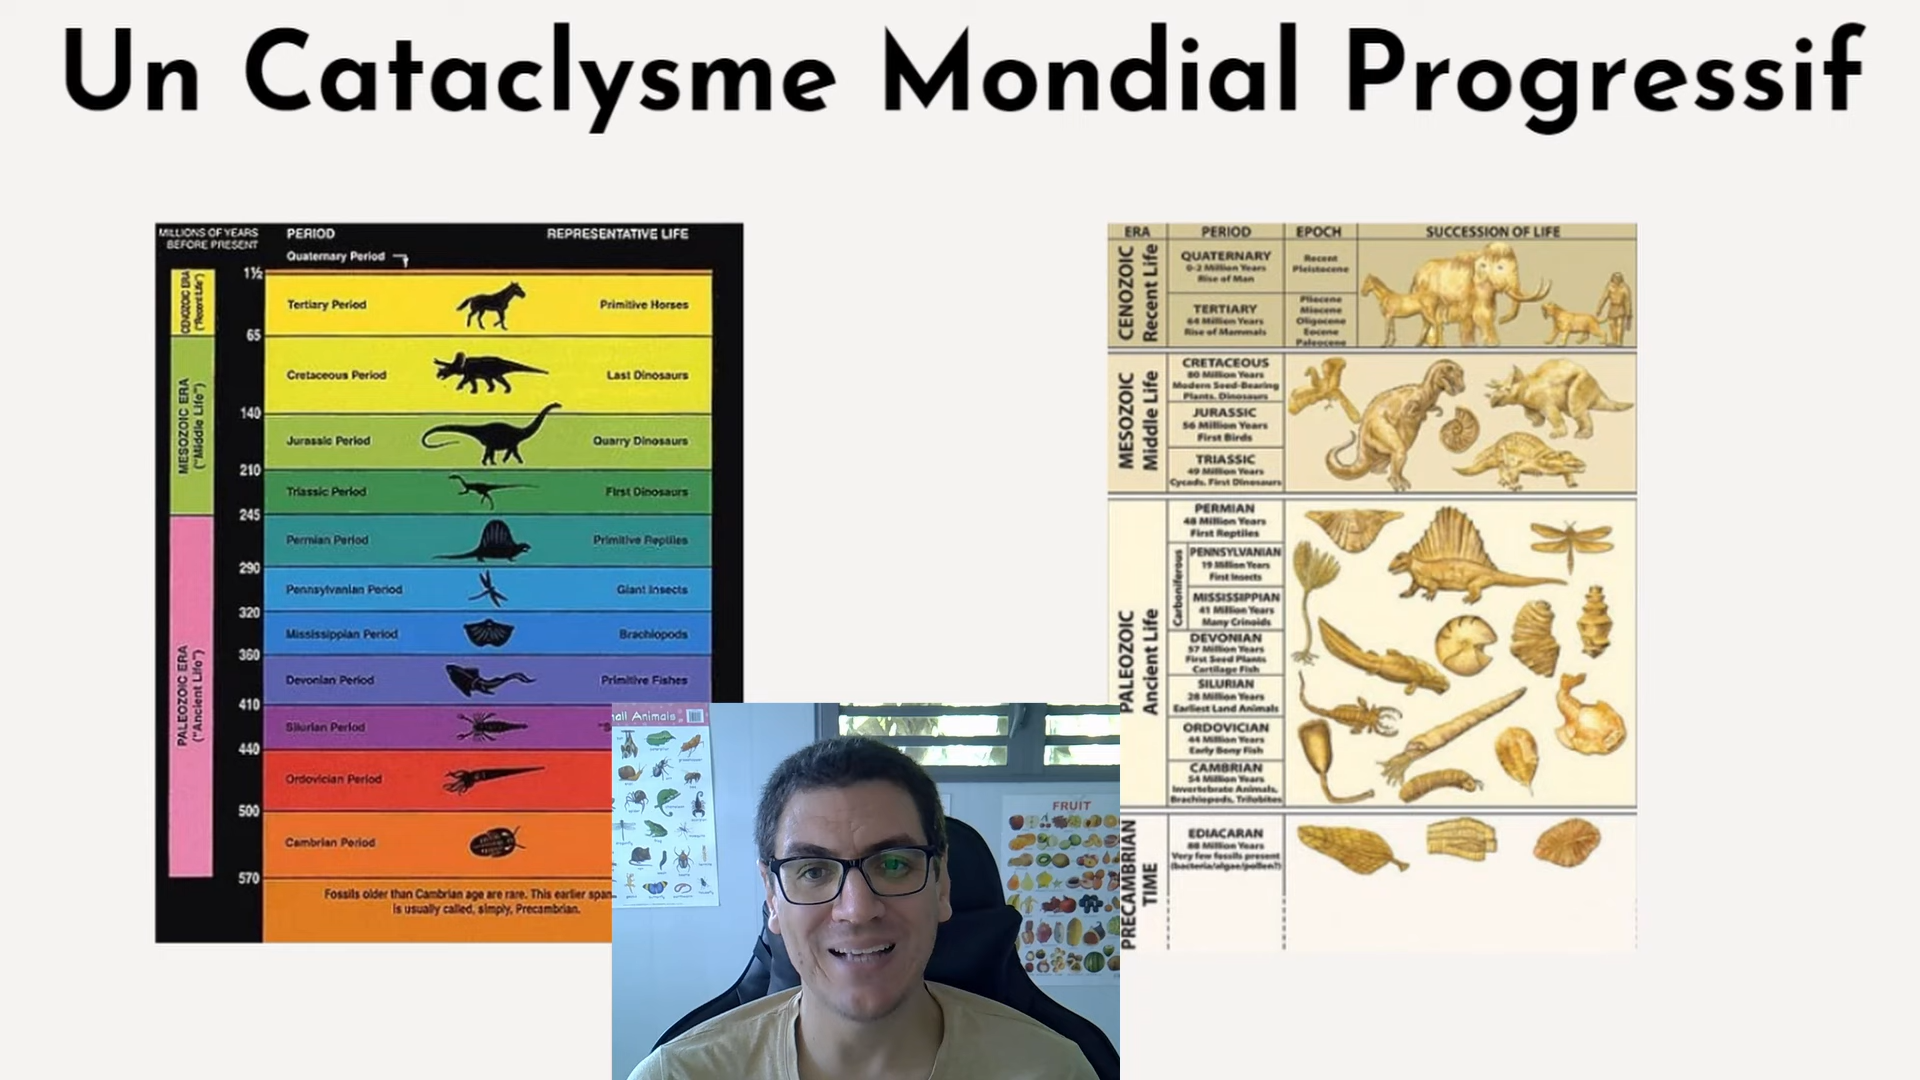 Un Cataclysme Mondial Progressif
MILLIONS OF YEARS
BEFORE PRESENT
PERIOD
REPRESENTATIVE LIFE
Quaternary Period
1½
CENOZOIC ERA
("Recent Life")
Tertiary Period
Primitive Horses
65
MESOZOIC ERA
("Middle Life")
Cretaceous Period
Last Dinosaurs
140
Jurassic Period
Quarry Dinosaurs
210
Triassic Period
First Dinosaurs
245
PALEOZOIC ERA
("Ancient Life")
Permian Period
Primitive Reptiles
290
Pennsylvanian Period
Giant Insects
320
Mississippian Period
Brachiopods
360
Devonian Period
Primitive Fishes
410
Silurian Period
440
Ordovician Period
500
Cambrian Period
570
Fossils older than Cambrian age are rare. This earlier span
is usually called, simply, Precambrian.
ERA
PERIOD
EPOCH
SUCCESSION OF LIFE
CENOZOIC
Recent Life
QUATERNARY
0-2 Million Years
Rise of Man
Recent
Pleistocene
TERTIARY
64 Million Years
Rise of Mammals
Pliocene
Miocene
Oligocene
Eocene
Paleocene
MESOZOIC
Middle Life
CRETACEOUS
80 Million Years
Modern Seed-Bearing
Plants. Dinosaurs
JURASSIC
56 Million Years
First Birds
TRIASSIC
49 Million Years
Cycads, First Dinosaurs
PALEOZOIC
Ancient Life
PERMIAN
48 Million Years
First Reptiles
Carboniferous
PENNSYLVANIAN
19 Million Years
First Insects
MISSISSIPPIAN
41 Million Years
Many Crinoids
DEVONIAN
57 Million Years
First Seed Plants
Cartilage Fish
SILURIAN
28 Million Years
Earliest Land Animals
ORDOVICIAN
44 Million Years
Early Bony Fish
CAMBRIAN
54 Million Years
Invertebrate Animals,
Brachiopods, Trilobites
PRECAMBRIAN
TIME
EDIACARAN
88 Million Years
Very few fossils present
(bacteria/algae/pollen?)
Small Animals
FRUIT